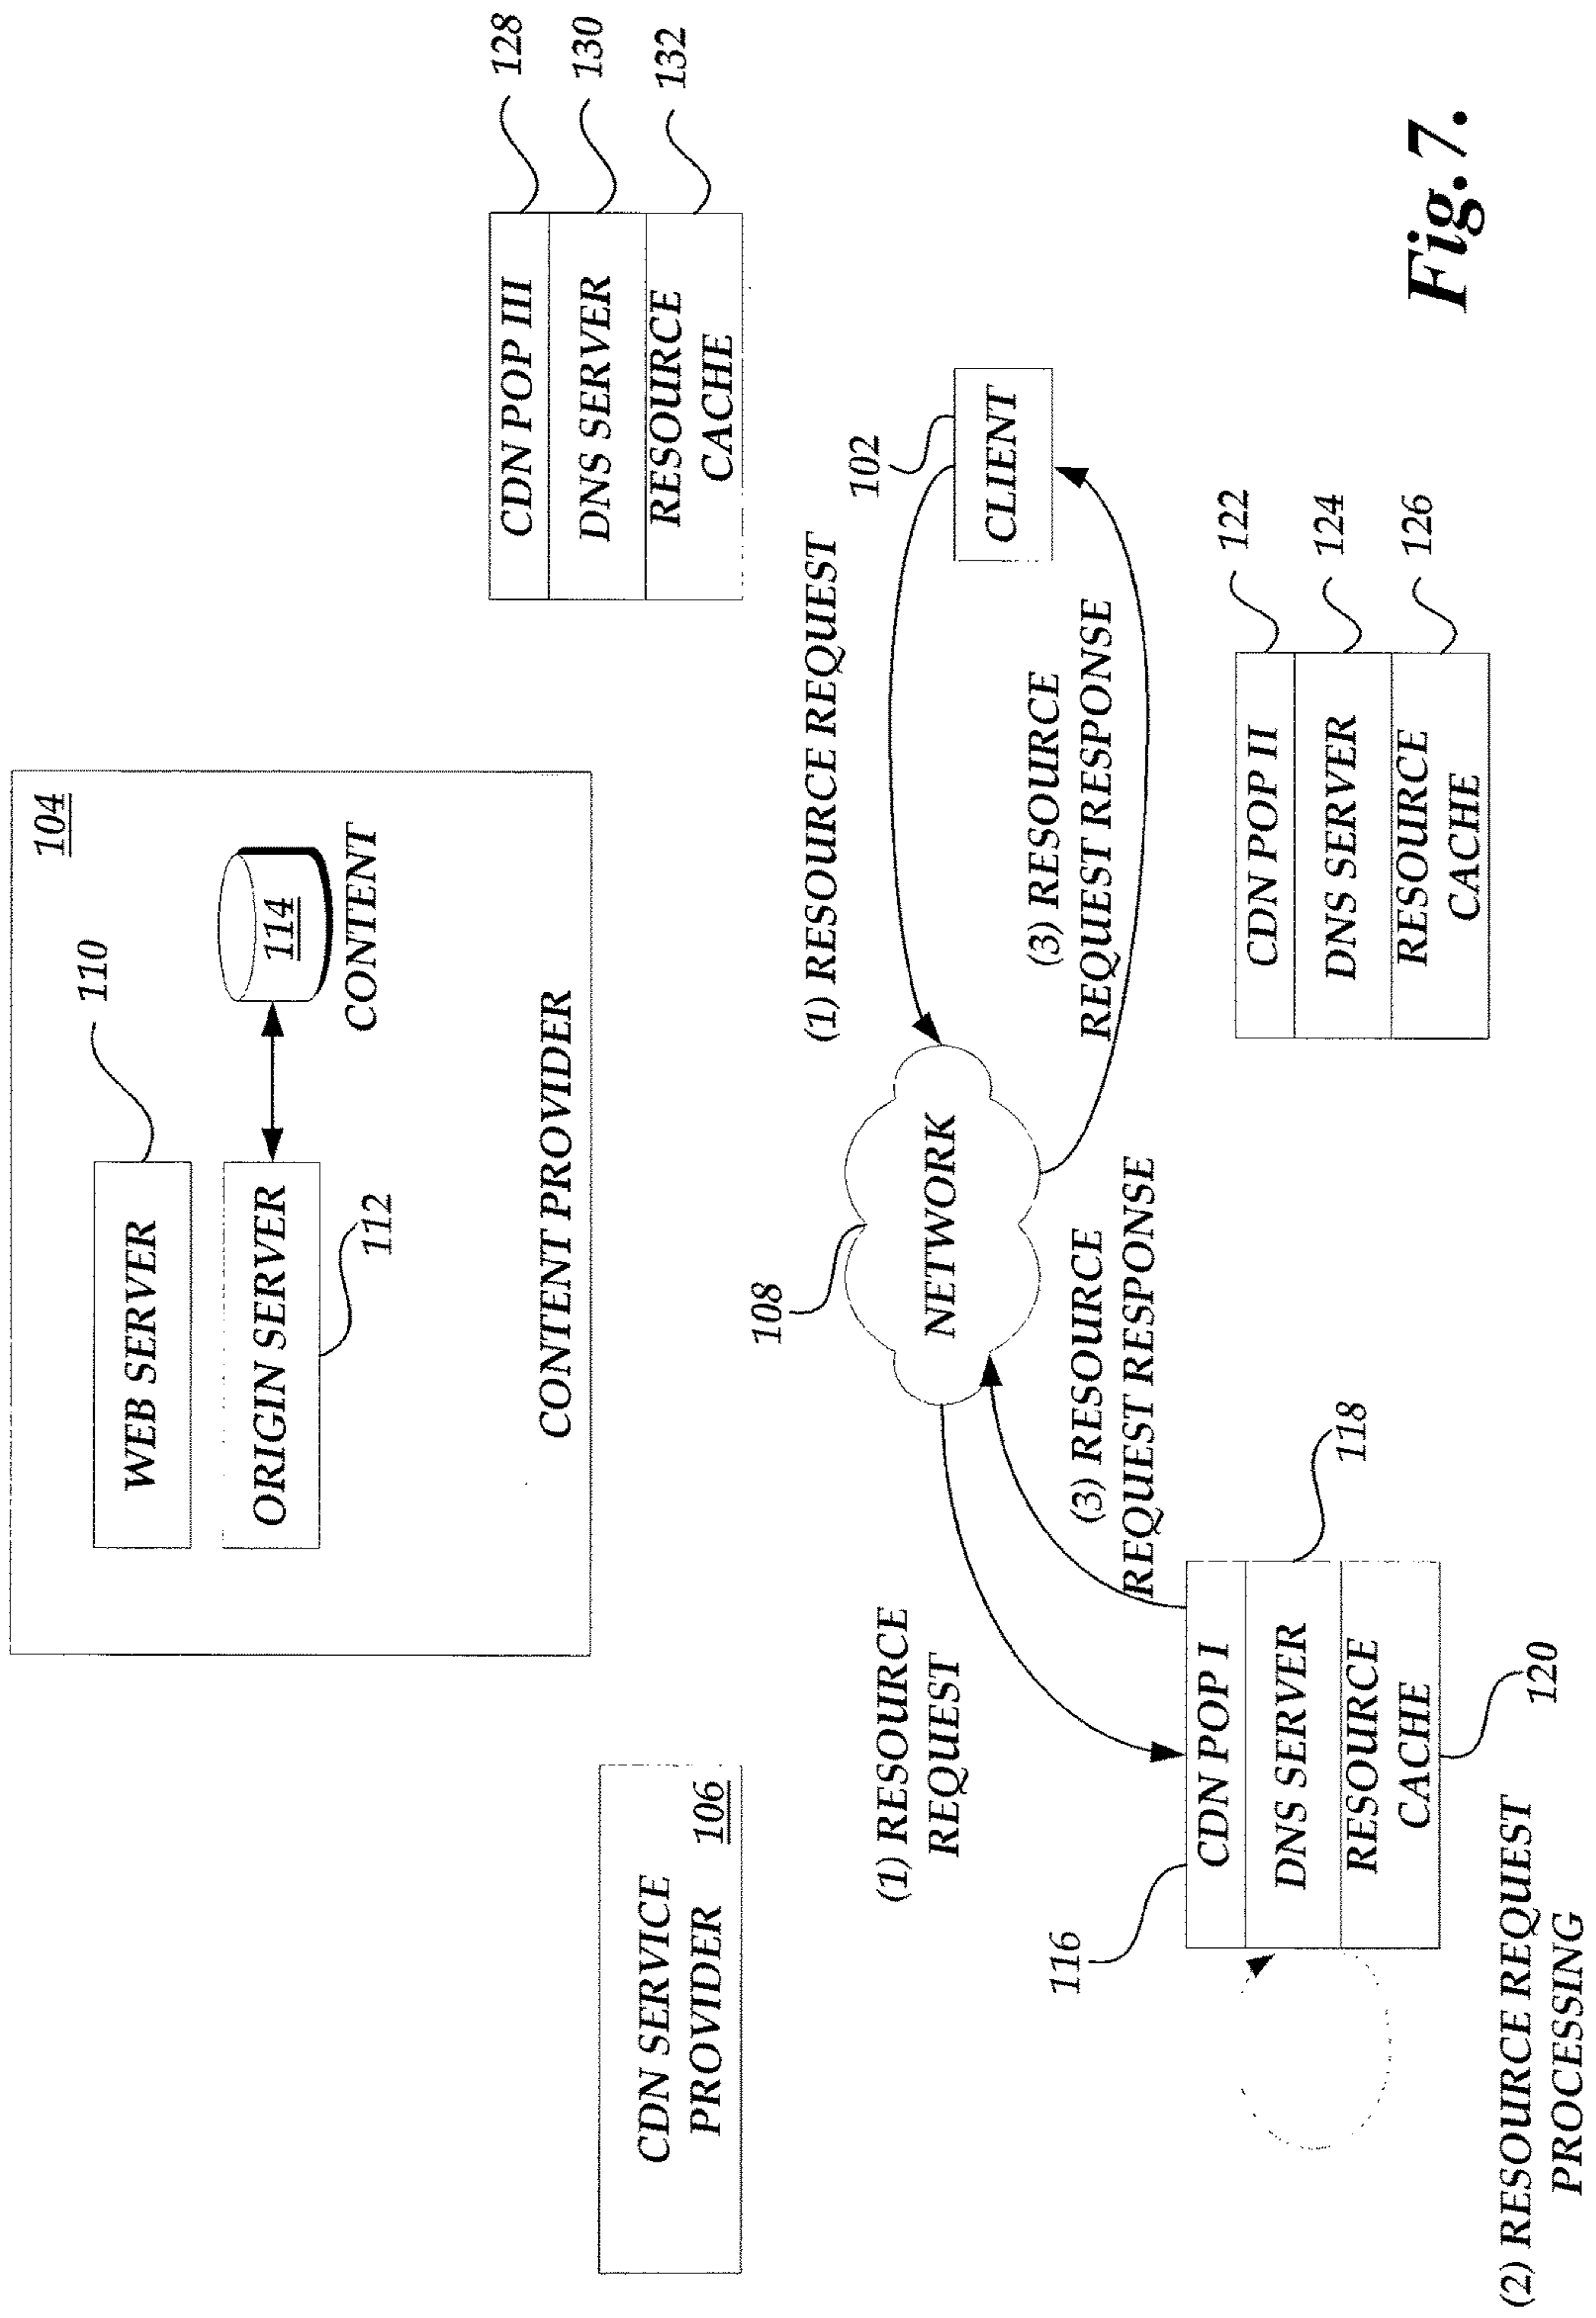 104
WEB SERVER
110
ORIGIN SERVER
112
114
CONTENT
CONTENT PROVIDER
CDN SERVICE
PROVIDER
106
CDN POP III
128
DNS SERVER
130
RESOURCE
CACHE
132
108
NETWORK
(1) RESOURCE REQUEST
102
CLIENT
(3) RESOURCE
REQUEST RESPONSE
(1) RESOURCE
REQUEST
(3) RESOURCE
REQUEST RESPONSE
116
CDN POP I
DNS SERVER
118
RESOURCE
CACHE
120
(2) RESOURCE REQUEST
PROCESSING
CDN POP II
122
DNS SERVER
124
RESOURCE
CACHE
126
Fig. 7.